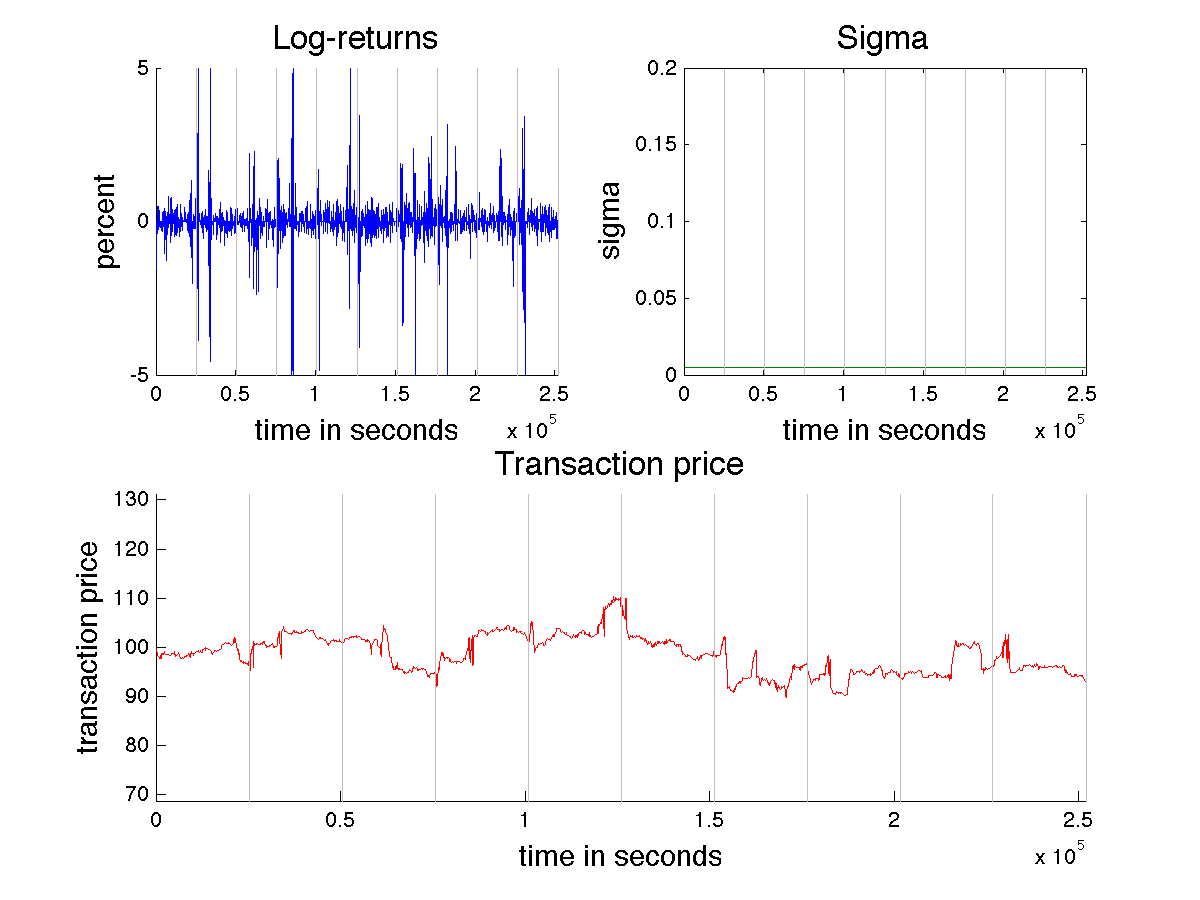 Log-returns
5
0
-5
percent
0 0.5 1 1.5 2 2.5
x 10^5
time in seconds
Sigma
0.2
0.15
0.1
0.05
0
sigma
0 0.5 1 1.5 2 2.5
x 10^5
time in seconds
Transaction price
130
120
110
100
90
80
70
transaction price
0 0.5 1 1.5 2 2.5
x 10^5
time in seconds